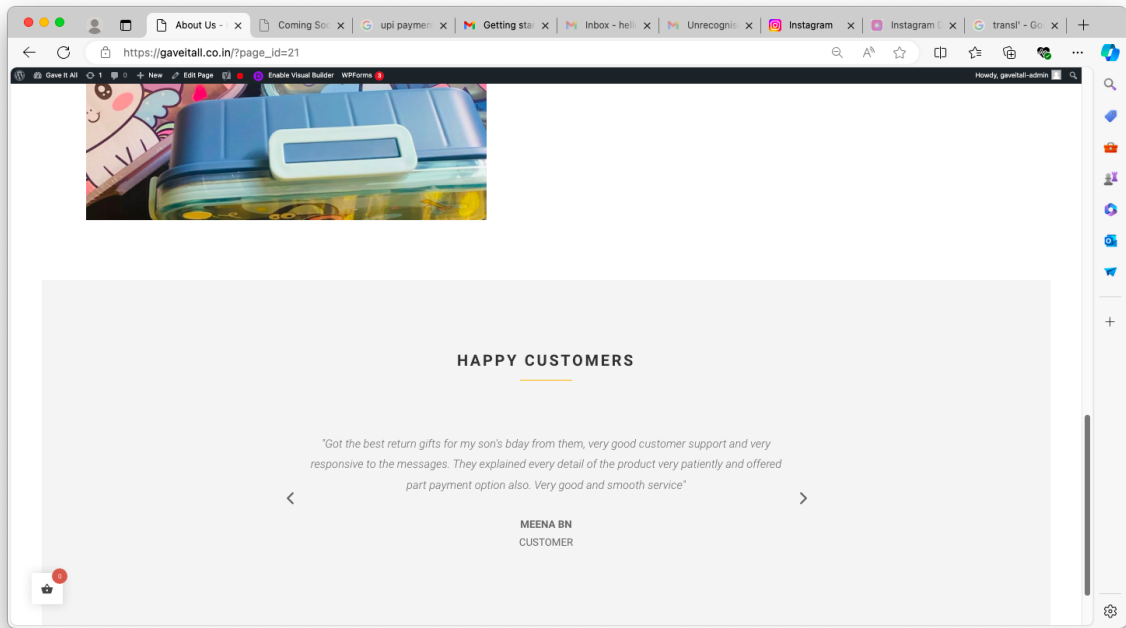 About Us -
Coming Soo
upi paymen
Getting star
Inbox - hell
Unrecognise
Instagram
Instagram D
transl' - Goo
https://gaveitall.co.in/?page_id=21
Gave It All 1 0 New Edit Page Enable Visual Builder WPForms 3 Howdy, gaveitall-admin
HAPPY CUSTOMERS
"Got the best return gifts for my son's bday from them, very good customer support and very
responsive to the messages. They explained every detail of the product very patiently and offered
part payment option also. Very good and smooth service"
MEENA BN
CUSTOMER
0